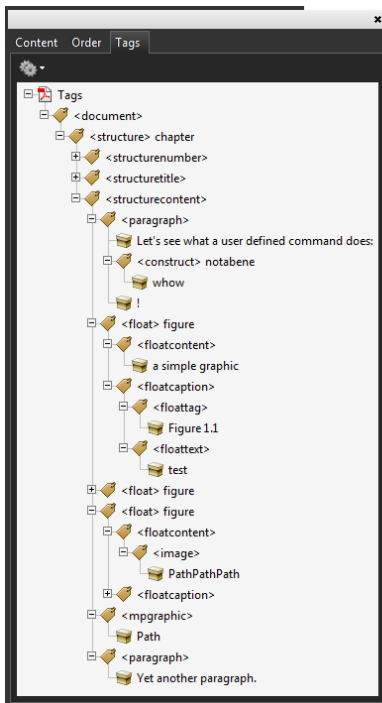 Content Order Tags
Tags
<document>
<structure> chapter
<structurenumber>
<structuretitle>
<structurecontent>
<paragraph>
Let's see what a user defined command does:
<construct> notabene
whow
!
<float> figure
<floatcontent>
a simple graphic
<floatcaption>
<floattag>
Figure 1.1
<floattext>
test
<float> figure
<float> figure
<floatcontent>
<image>
PathPathPath
<floatcaption>
<mpgraphic>
Path
<paragraph>
Yet another paragraph.